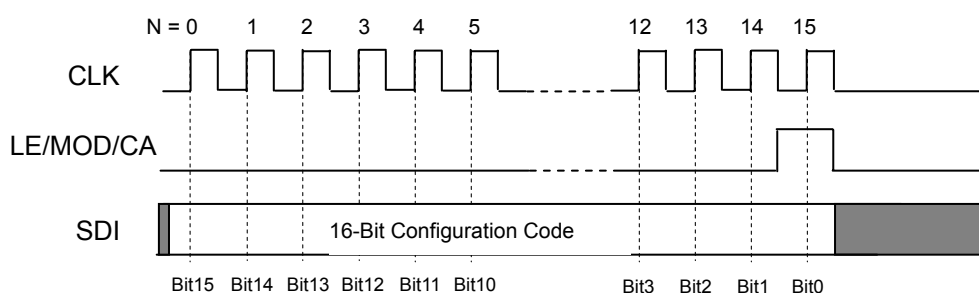 N = 0 1 2 3 4 5 12 13 14 15
CLK
LE/MOD/CA
SDI 16-Bit Configuration Code
Bit15 Bit14 Bit13 Bit12 Bit11 Bit10 Bit3 Bit2 Bit1 Bit0